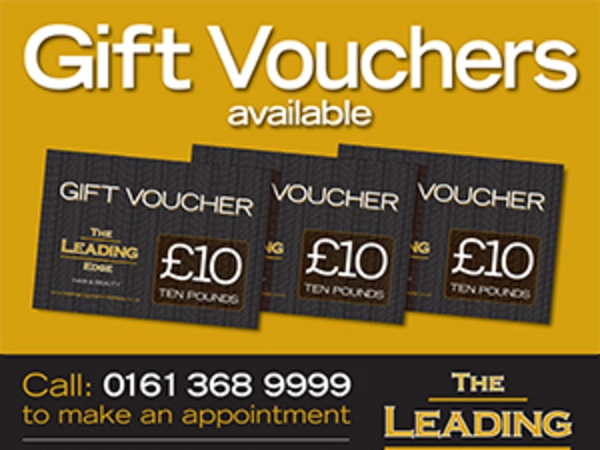 Gift Vouchers
available
GIFT VOUCHER
THE
LEADING
EDGE
HAIR & BEAUTY
£10
TEN POUNDS
VOUCHER
£10
TEN POUNDS
VOUCHER
£10
TEN POUNDS
Call: 0161 368 9999
to make an appointment
THE
LEADING